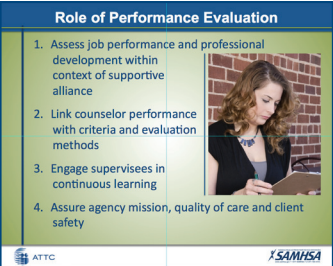 Role of Performance Evaluation
1. Assess job performance and professional
development within
context of supportive
alliance
2. Link counselor performance
with criteria and evaluation
methods
3. Engage supervisees in
continuous learning
4. Assure agency mission, quality of care and client
safety
ATTC
SAMHSA